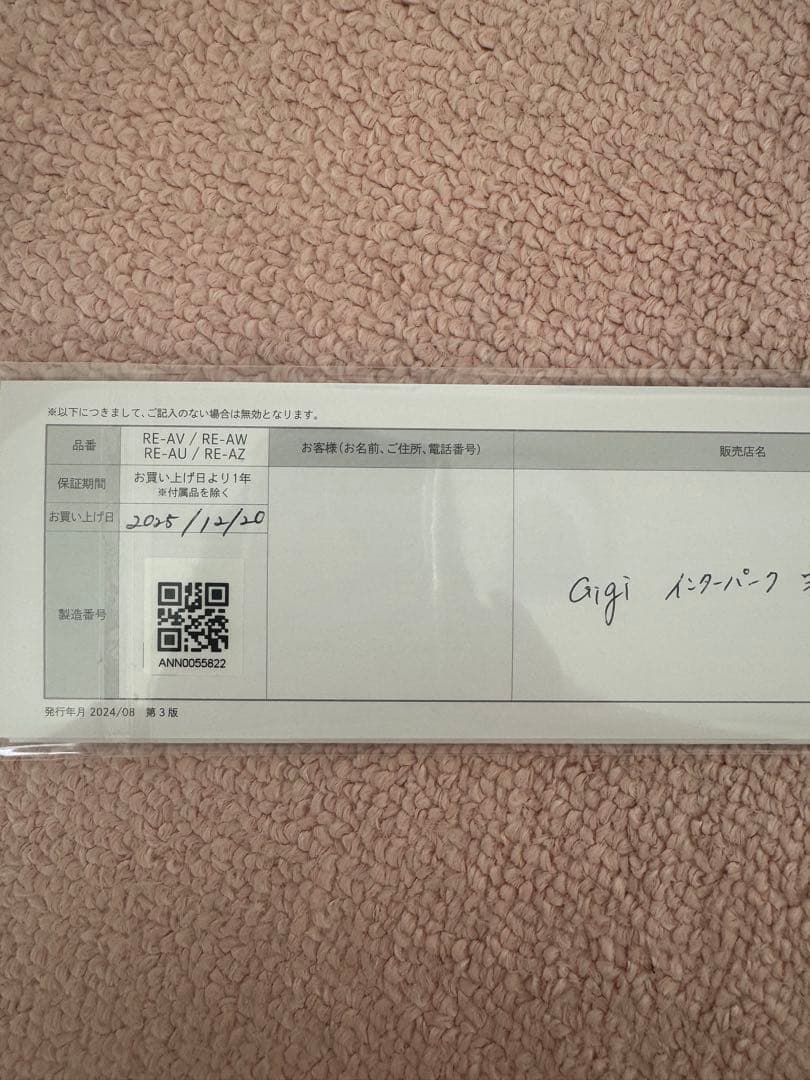 ※以下につきまして、ご記入のない場合は無効となります。
品番
RE-AV / RE-AW
RE-AU / RE-AZ
お客様(お名前、ご住所、電話番号)
販売店名
保証期間
お買い上げ日より1年
※付属品を除く
お買い上げ日
2025/12/20
製造番号
ANN0055822
Gigi インターパーク
発行年月 2024/08 第3版